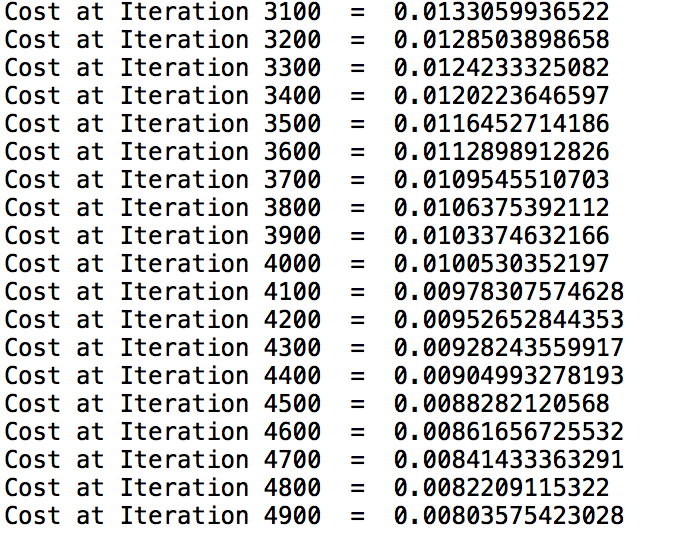 Cost at Iteration 3100  =  0.0133059936522
Cost at Iteration 3200  =  0.0128503898658
Cost at Iteration 3300  =  0.0124233325082
Cost at Iteration 3400  =  0.0120223646597
Cost at Iteration 3500  =  0.0116452714186
Cost at Iteration 3600  =  0.0112898912826
Cost at Iteration 3700  =  0.0109545510703
Cost at Iteration 3800  =  0.0106375392112
Cost at Iteration 3900  =  0.0103374632166
Cost at Iteration 4000  =  0.0100530352197
Cost at Iteration 4100  =  0.00978307574628
Cost at Iteration 4200  =  0.00952652844353
Cost at Iteration 4300  =  0.00928243559917
Cost at Iteration 4400  =  0.00904993278193
Cost at Iteration 4500  =  0.0088282120568
Cost at Iteration 4600  =  0.00861656725532
Cost at Iteration 4700  =  0.00841433363291
Cost at Iteration 4800  =  0.0082209115322
Cost at Iteration 4900  =  0.00803575423028